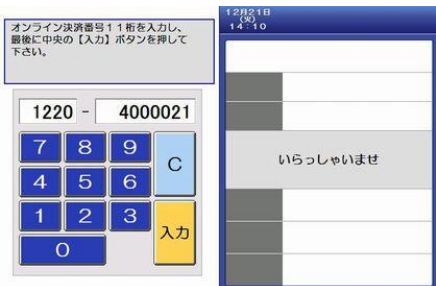 オンライン決済番号11桁を入力し、
最後に中央の【入力】ボタンを押して
下さい。
1220 - 4000021
7 8 9
C
4 5 6
1 2 3
入力
0
12月21日
(火)
14:10
いらっしゃいませ